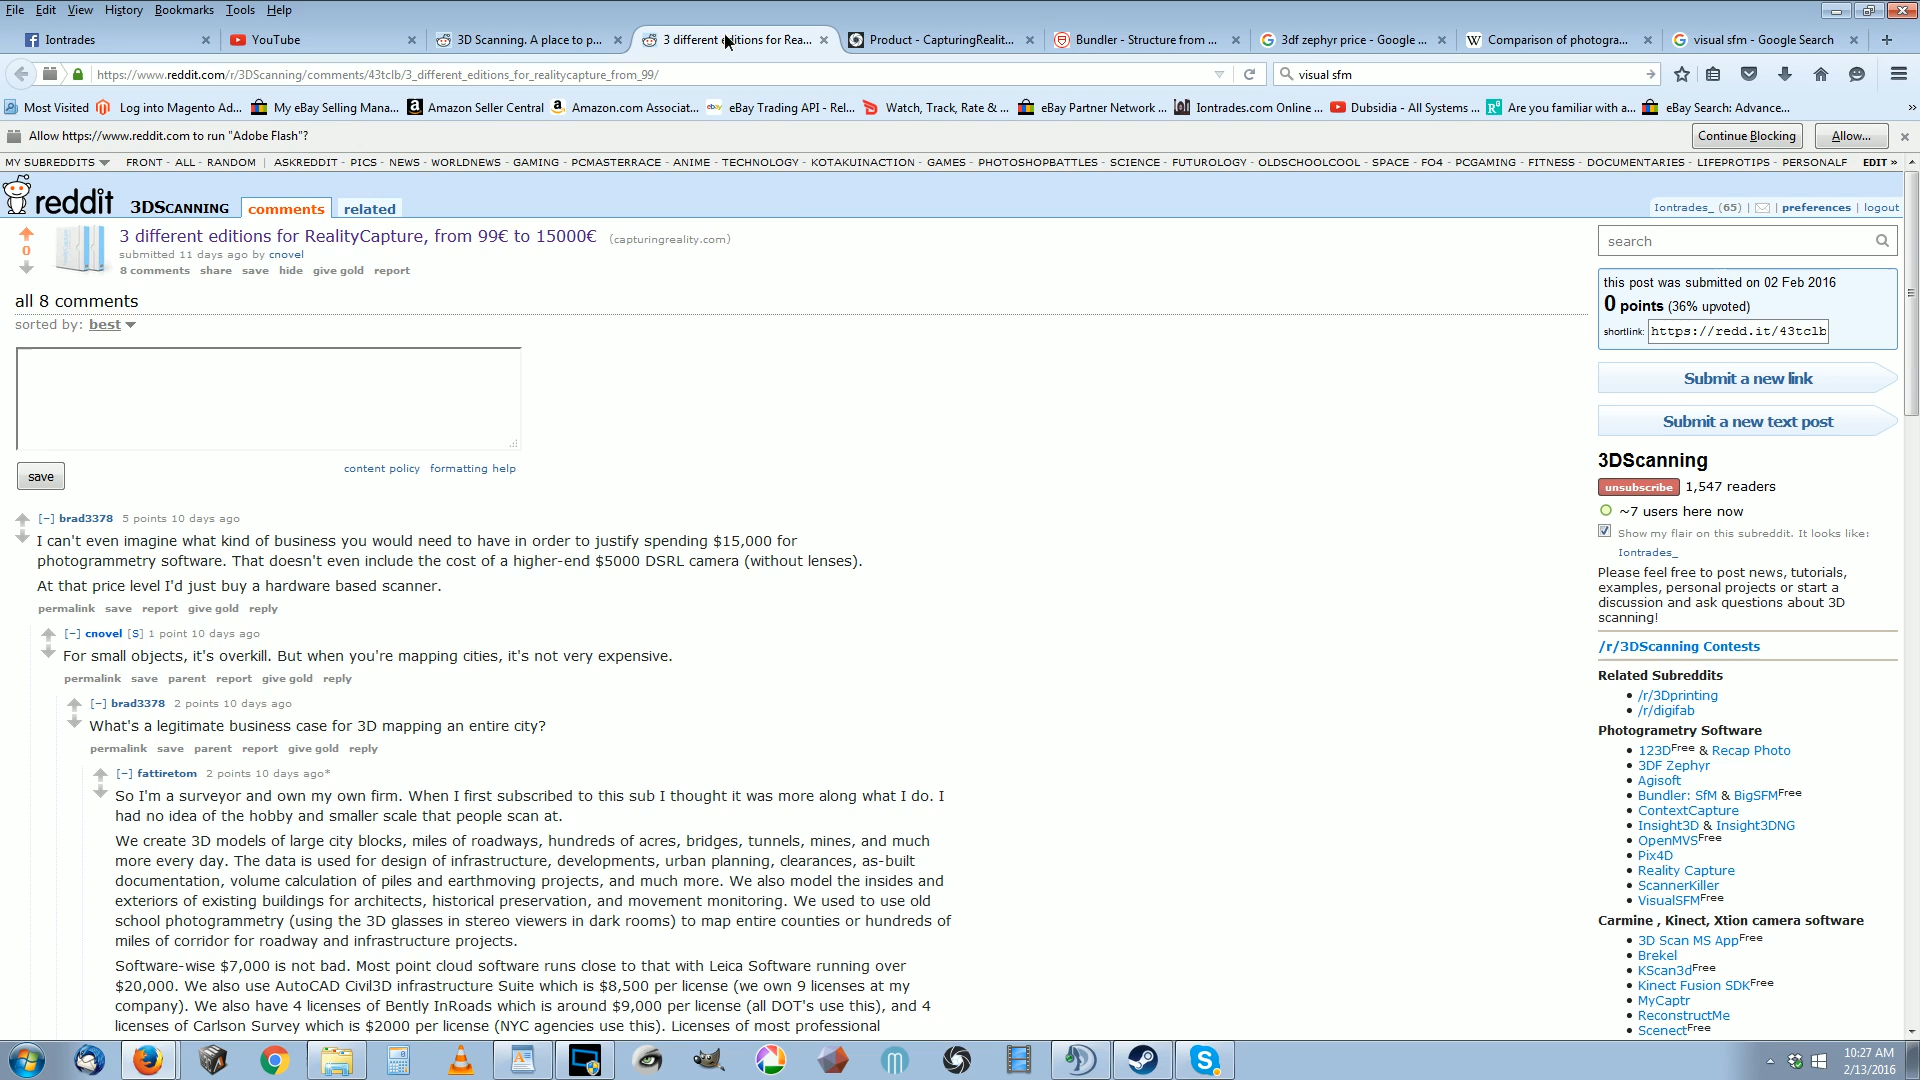 File Edit View History Bookmarks Tools Help
Iontrades
YouTube
3D Scanning. A place to p...
3 different editions for Rea...
Product - CapturingRealit...
Bundler - Structure from ...
3df zephyr price - Google ...
Comparison of photogra...
visual sfm - Google Search
https://www.reddit.com/r/3DScanning/comments/43tclb/3_different_editions_for_realitycapture_from_99/
visual sfm
Most Visited Log into Magento Ad... My eBay Selling Mana... Amazon Seller Central Amazon.com Associat... eBay Trading API - Rel... Watch, Track, Rate & ... eBay Partner Network ... Iontrades.com Online ... Dubsidia - All Systems ... Are you familiar with a... eBay Search: Advance...
Allow https://www.reddit.com to run "Adobe Flash"?
Continue Blocking
Allow...
MY SUBREDDITS FRONT - ALL - RANDOM | ASKREDDIT - PICS - NEWS - WORLDNEWS - GAMING - PCMASTERRACE - ANIME - TECHNOLOGY - KOTAKUINACTION - GAMES - PHOTOSHOPBATTLES - SCIENCE - FUTUROLOGY - OLDSCHOOLCOOL - SPACE - FO4 - PCGAMING - FITNESS - DOCUMENTARIES - LIFEPROTIPS - PERSONALF EDIT »
reddit 3DSCANNING comments related
Iontrades_ (65) | | preferences | logout
0
3 different editions for RealityCapture, from 99€ to 15000€ (capturingreality.com)
submitted 11 days ago by cnovel
8 comments share save hide give gold report
all 8 comments
sorted by: best
save
content policy formatting help
[–] brad3378 5 points 10 days ago
I can't even imagine what kind of business you would need to have in order to justify spending $15,000 for
photogrammetry software. That doesn't even include the cost of a higher-end $5000 DSRL camera (without lenses).
At that price level I'd just buy a hardware based scanner.
permalink save report give gold reply
[–] cnovel [S] 1 point 10 days ago
For small objects, it's overkill. But when you're mapping cities, it's not very expensive.
permalink save parent report give gold reply
[–] brad3378 2 points 10 days ago
What's a legitimate business case for 3D mapping an entire city?
permalink save parent report give gold reply
[–] fattiretom 2 points 10 days ago*
So I'm a surveyor and own my own firm. When I first subscribed to this sub I thought it was more along what I do. I
had no idea of the hobby and smaller scale that people scan at.
We create 3D models of large city blocks, miles of roadways, hundreds of acres, bridges, tunnels, mines, and much
more every day. The data is used for design of infrastructure, developments, urban planning, clearances, as-built
documentation, volume calculation of piles and earthmoving projects, and much more. We also model the insides and
exteriors of existing buildings for architects, historical preservation, and movement monitoring. We used to use old
school photogrammetry (using the 3D glasses in stereo viewers in dark rooms) to map entire counties or hundreds of
miles of corridor for roadway and infrastructure projects.
Software-wise $7,000 is not bad. Most point cloud software runs close to that with Leica Software running over
$20,000. We also use AutoCAD Civil3D infrastructure Suite which is $8,500 per license (we own 9 licenses at my
company). We also have 4 licenses of Bently InRoads which is around $9,000 per license (all DOT's use this), and 4
licenses of Carlson Survey which is $2000 per license (NYC agencies use this). Licenses of most professional
search
this post was submitted on 02 Feb 2016
0 points (36% upvoted)
shortlink: https://redd.it/43tclb
Submit a new link
Submit a new text post
3DScanning
unsubscribe 1,547 readers
~7 users here now
Show my flair on this subreddit. It looks like:
Iontrades_
Please feel free to post news, tutorials,
examples, personal projects or start a
discussion and ask questions about 3D
scanning!
/r/3DScanning Contests
Related Subreddits
/r/3Dprinting
/r/digifab
Photogrametry Software
123DFree & Recap Photo
3DF Zephyr
Agisoft
Bundler: SfM & BigSFMFree
ContextCapture
Insight3D & Insight3DNG
OpenMVSFree
Pix4D
Reality Capture
ScannerKiller
VisualSFMFree
Carmine , Kinect, Xtion camera software
3D Scan MS AppFree
Brekel
KScan3dFree
Kinect Fusion SDKFree
MyCaptr
ReconstructMe
ScenectFree
10:27 AM
2/13/2016